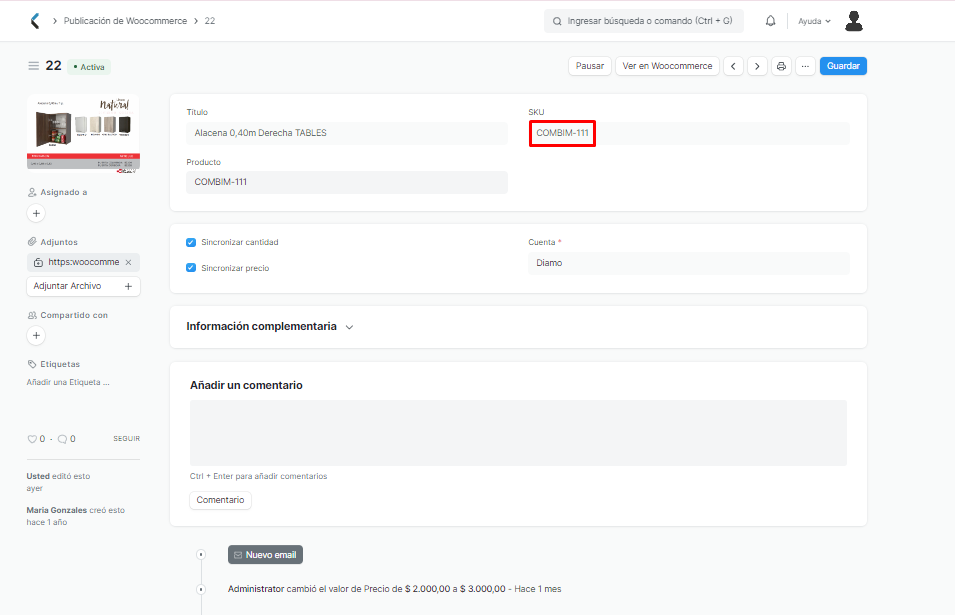 Publicación de Woocommerce
22
Ingresar búsqueda o comando (Ctrl + G)
Ayuda
22
Activa
Pausar
Ver en Woocommerce
Guardar
Natural
Título
SKU
Alacena 0,40m Derecha TABLES
COMBIM-111
Producto
COMBIM-111
Asignado a
Adjuntos
https:woocomme
Adjuntar Archivo
Compartido con
Etiquetas
Añadir una Etiqueta ...
0 · 0
SEGUIR
Usted editó esto
ayer
Maria Gonzales creó esto
hace 1 año
Sincronizar cantidad
Cuenta *
Sincronizar precio
Diamo
Información complementaria
Añadir un comentario
Ctrl + Enter para añadir comentarios
Comentario
Nuevo email
Administrator cambió el valor de Precio de $ 2.000,00 a $ 3.000,00 - Hace 1 mes